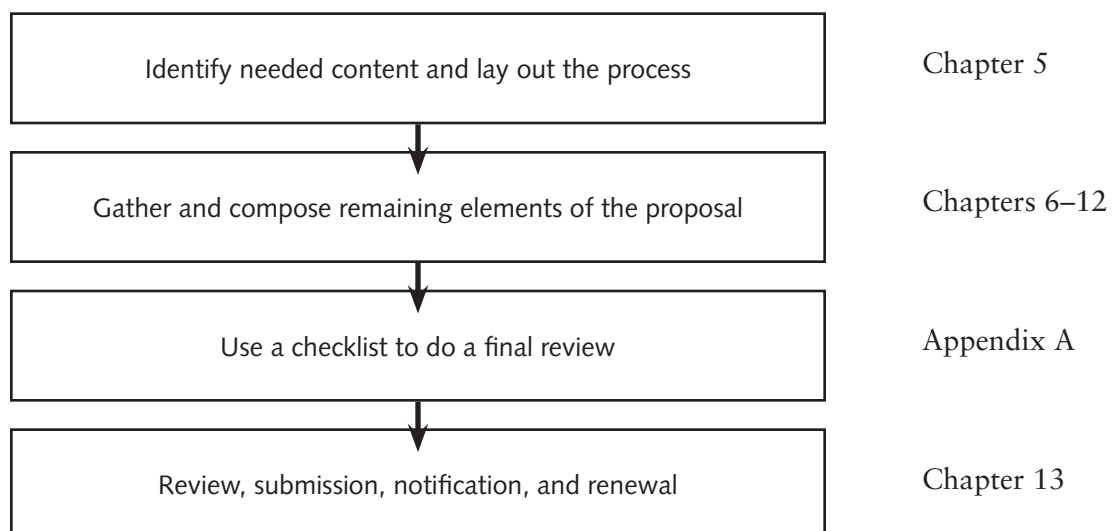 Identify needed content and lay out the process
Chapter 5
Gather and compose remaining elements of the proposal
Chapters 6–12
Use a checklist to do a final review
Appendix A
Review, submission, notification, and renewal
Chapter 13